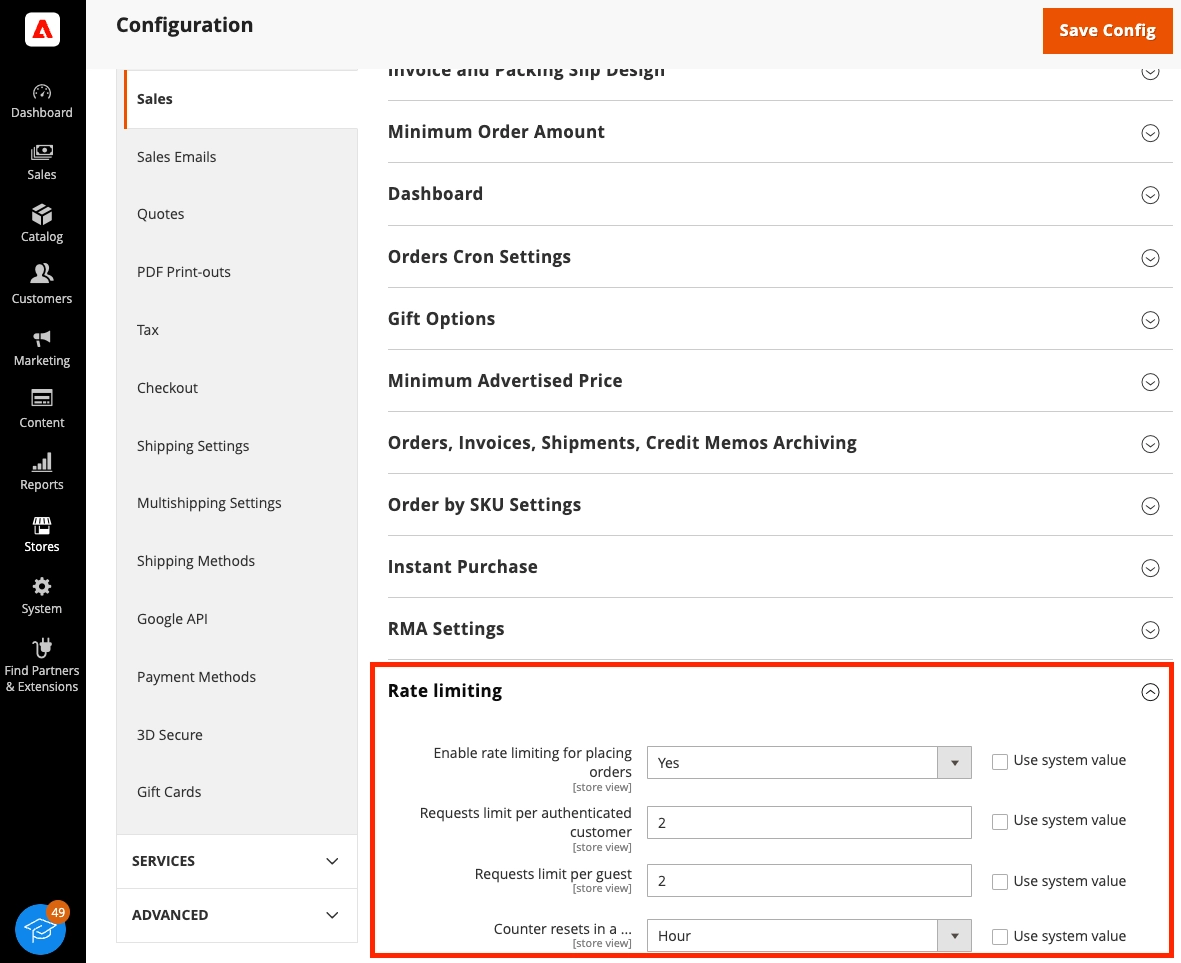 Configuration
Save Config
Dashboard
Sales
Catalog
Customers
Marketing
Content
Reports
Stores
System
Find Partners
& Extensions
49
Sales
Sales Emails
Quotes
PDF Print-outs
Tax
Checkout
Shipping Settings
Multishipping Settings
Shipping Methods
Google API
Payment Methods
3D Secure
Gift Cards
SERVICES
ADVANCED
Invoice and Packing Slip Design
Minimum Order Amount
Dashboard
Orders Cron Settings
Gift Options
Minimum Advertised Price
Orders, Invoices, Shipments, Credit Memos Archiving
Order by SKU Settings
Instant Purchase
RMA Settings
Rate limiting
Enable rate limiting for placing
orders
[store view]
Yes
Use system value
Requests limit per authenticated
customer
[store view]
2
Use system value
Requests limit per guest
[store view]
2
Use system value
Counter resets in a ...
[store view]
Hour
Use system value